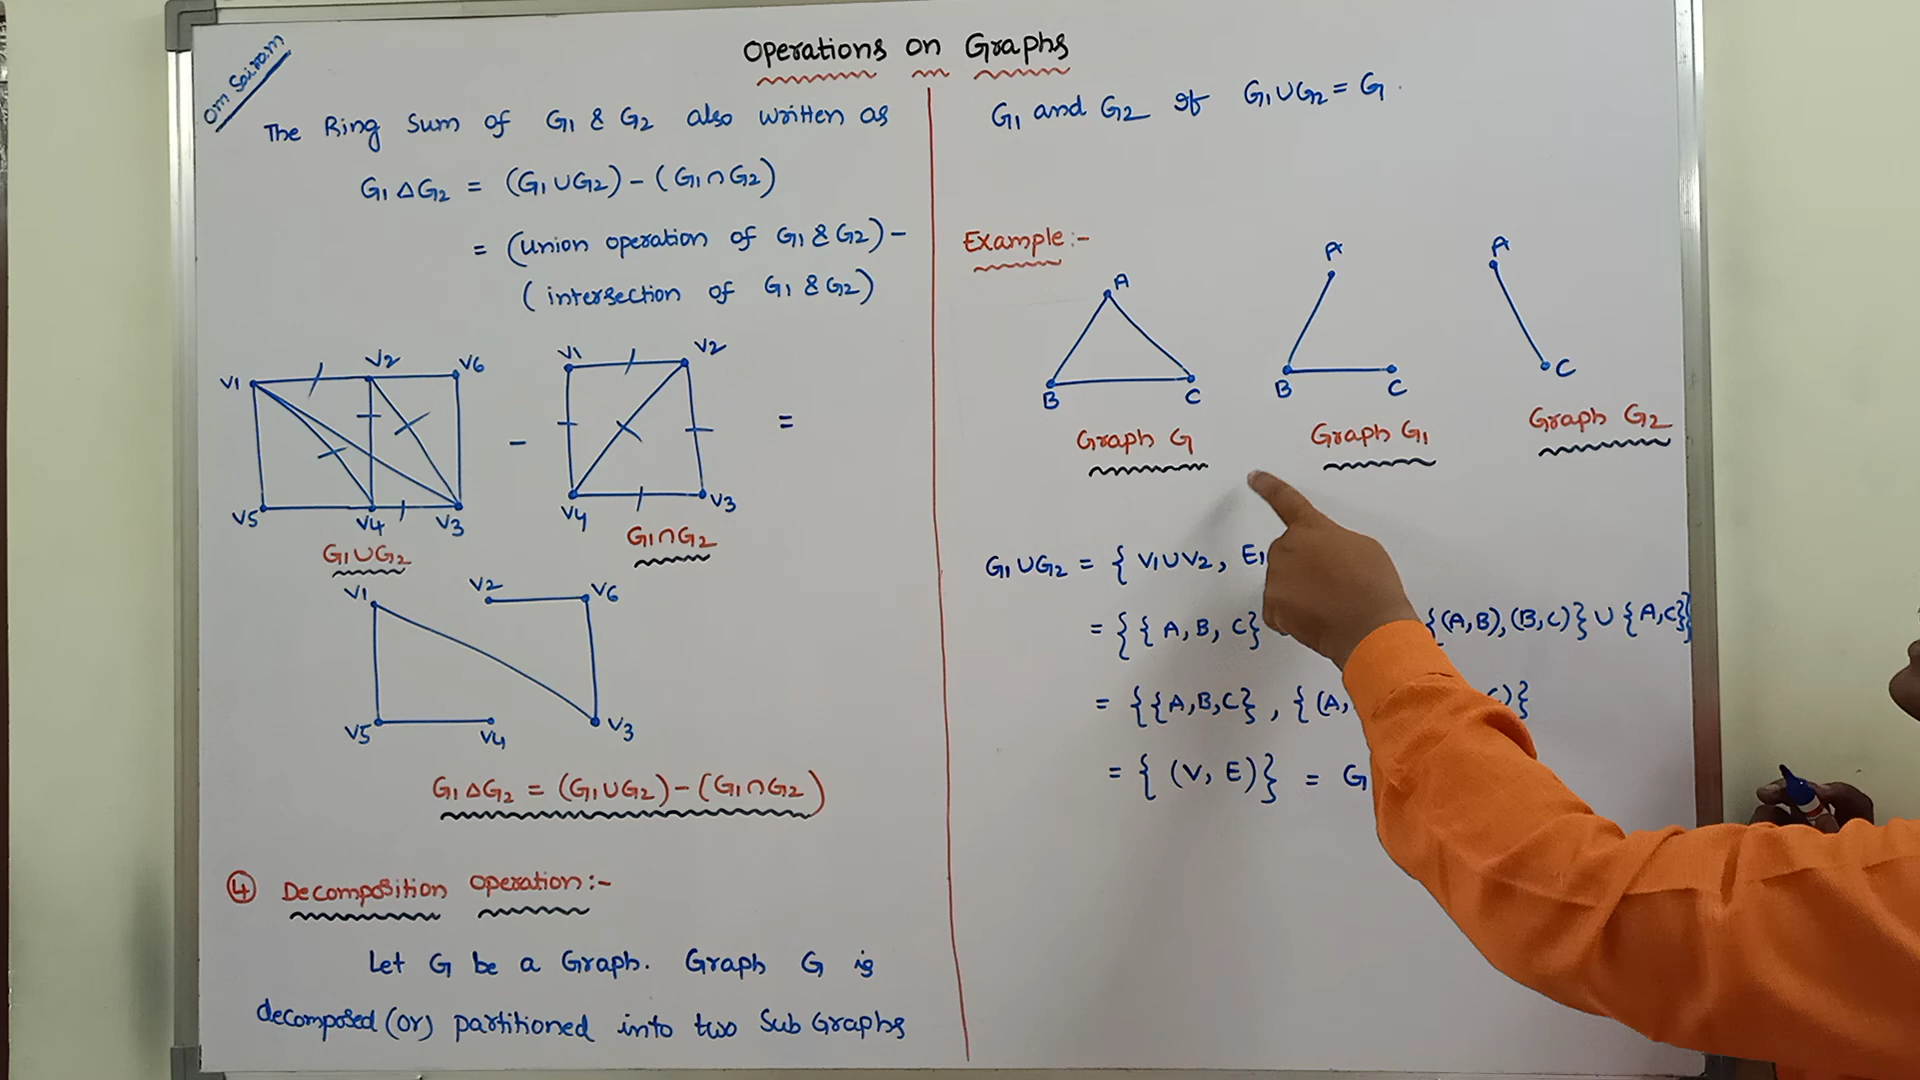 Om Sairam
Operations on Graphs
The Ring Sum of G1 & G2 also written as
G1 △ G2 = (G1 ∪ G2) - (G1 ∩ G2)
= (union operation of G1 & G2) -
(intersection of G1 & G2)
V1 V2 V6
V5 V4 V3
G1 ∪ G2
-
V1 V2
V4 V3
G1 ∩ G2
=
V1 V2 V6
V5 V4 V3
G1 △ G2 = (G1 ∪ G2) - (G1 ∩ G2)
4 Decomposition operation:-
Let G be a Graph. Graph G is
decomposed (or) partitioned into two Sub Graphs
G1 and G2 if G1 ∪ G2 = G.
Example:-
A
B C
Graph G
A
B C
Graph G1
A
C
Graph G2
G1 ∪ G2 = { V1 ∪ V2, E1
= { { A, B, C} {(A,B),(B,C)} ∪ {A,C}}
= {{A,B,C}, {(A, )}
= { (V, E)} = G